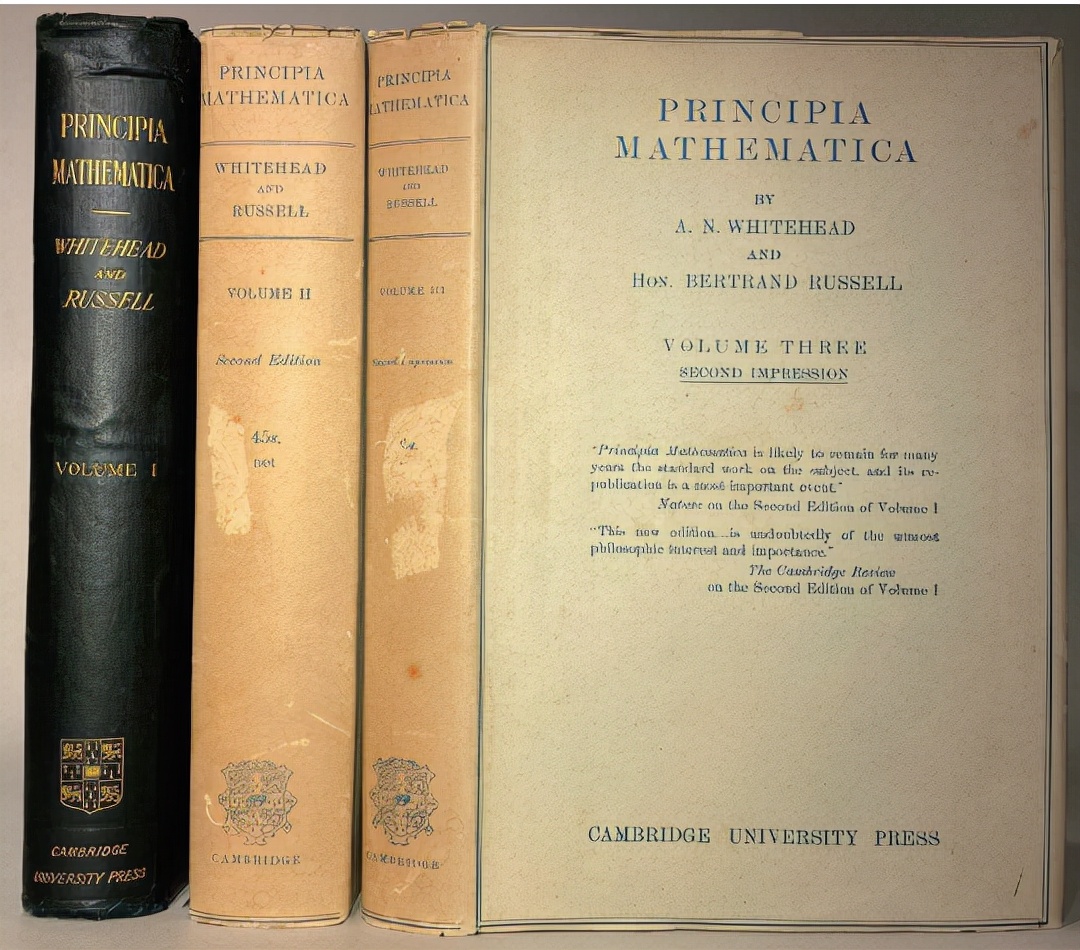 PRINCIPIA
MATHEMATICA
WHITEHEAD
AND
RUSSELL
VOLUME I
CAMBRIDGE
UNIVERSITY PRESS
PRINCIPIA
MATHEMATICA
WHITEHEAD
AND
RUSSELL
VOLUME II
Second Edition
45s.
net
CAMBRIDGE
PRINCIPIA
MATHEMATICA
WHITEHEAD
AND
RUSSELL
VOLUME III
Second Impression
CAMBRIDGE
PRINCIPIA
MATHEMATICA
BY
A. N. WHITEHEAD
AND
HON. BERTRAND RUSSELL
VOLUME THREE
SECOND IMPRESSION
"Principia Mathematica is likely to remain for many
years the standard work on the subject, and its re-
publication is a most important event."
Nature on the Second Edition of Volume I
"This new edition...is undoubtedly of the utmost
philosophic interest and importance."
The Cambridge Review
on the Second Edition of Volume I
CAMBRIDGE UNIVERSITY PRESS